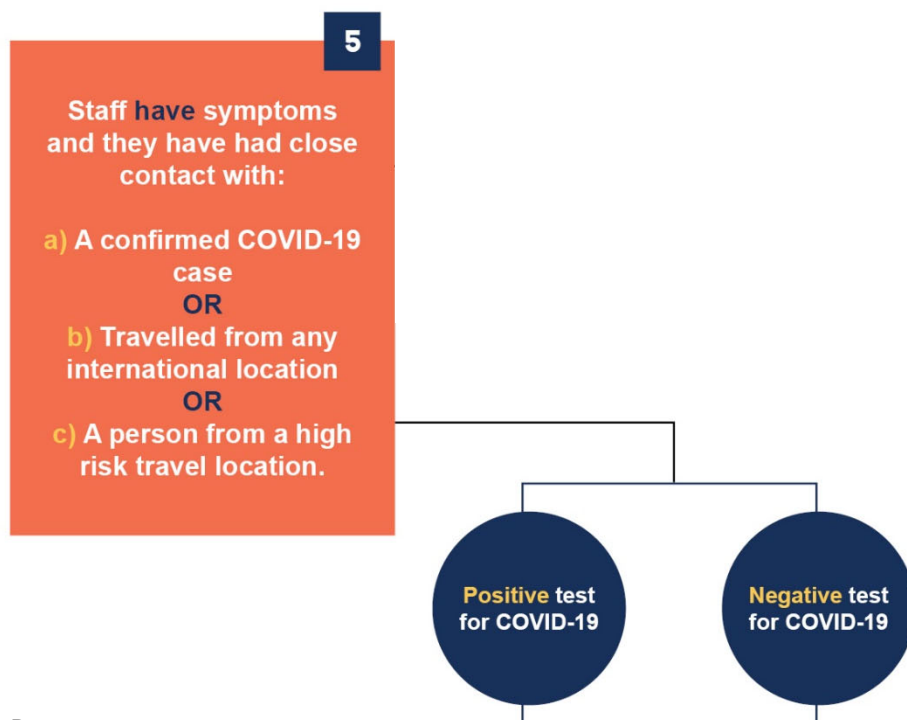 5
Staff have symptoms
and they have had close
contact with:
a) A confirmed COVID-19
case
OR
b) Travelled from any
international location
OR
c) A person from a high
risk travel location.
Positive test
for COVID-19
Negative test
for COVID-19